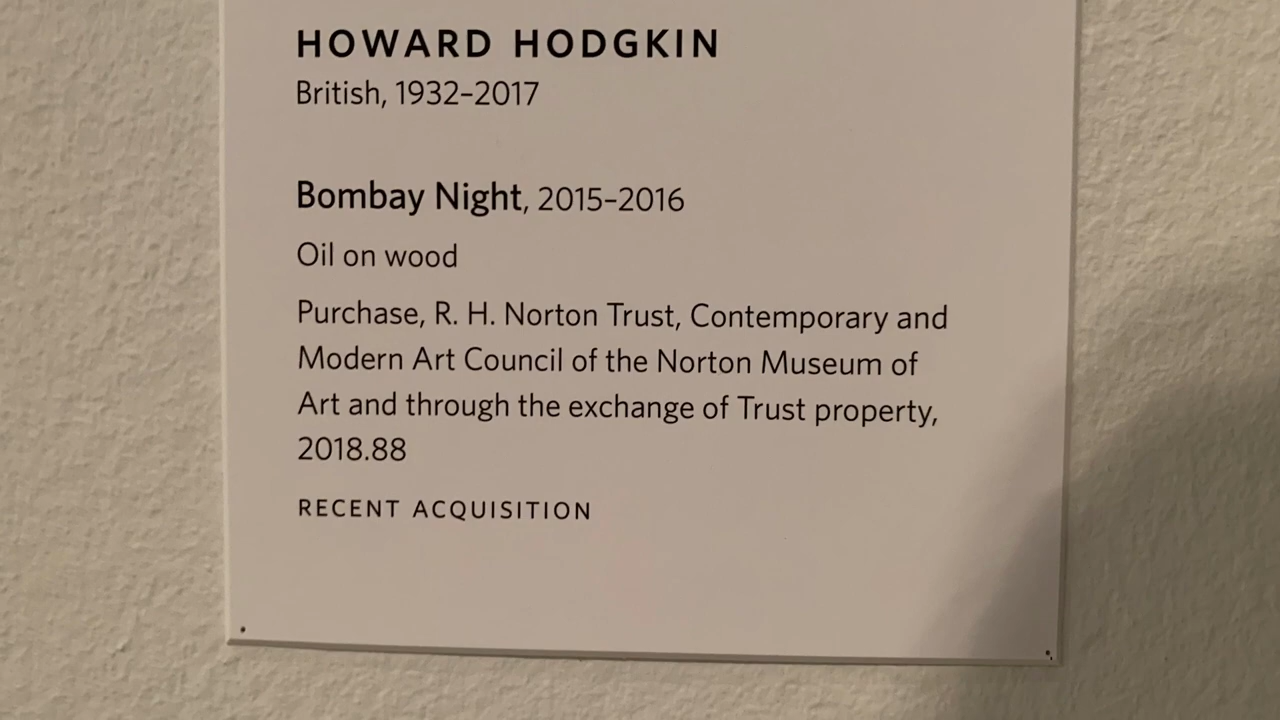 HOWARD HODGKIN
British, 1932–2017
Bombay Night, 2015–2016
Oil on wood
Purchase, R. H. Norton Trust, Contemporary and
Modern Art Council of the Norton Museum of
Art and through the exchange of Trust property,
2018.88
RECENT ACQUISITION